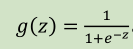 g(z) = 1/(1+e^{-z})